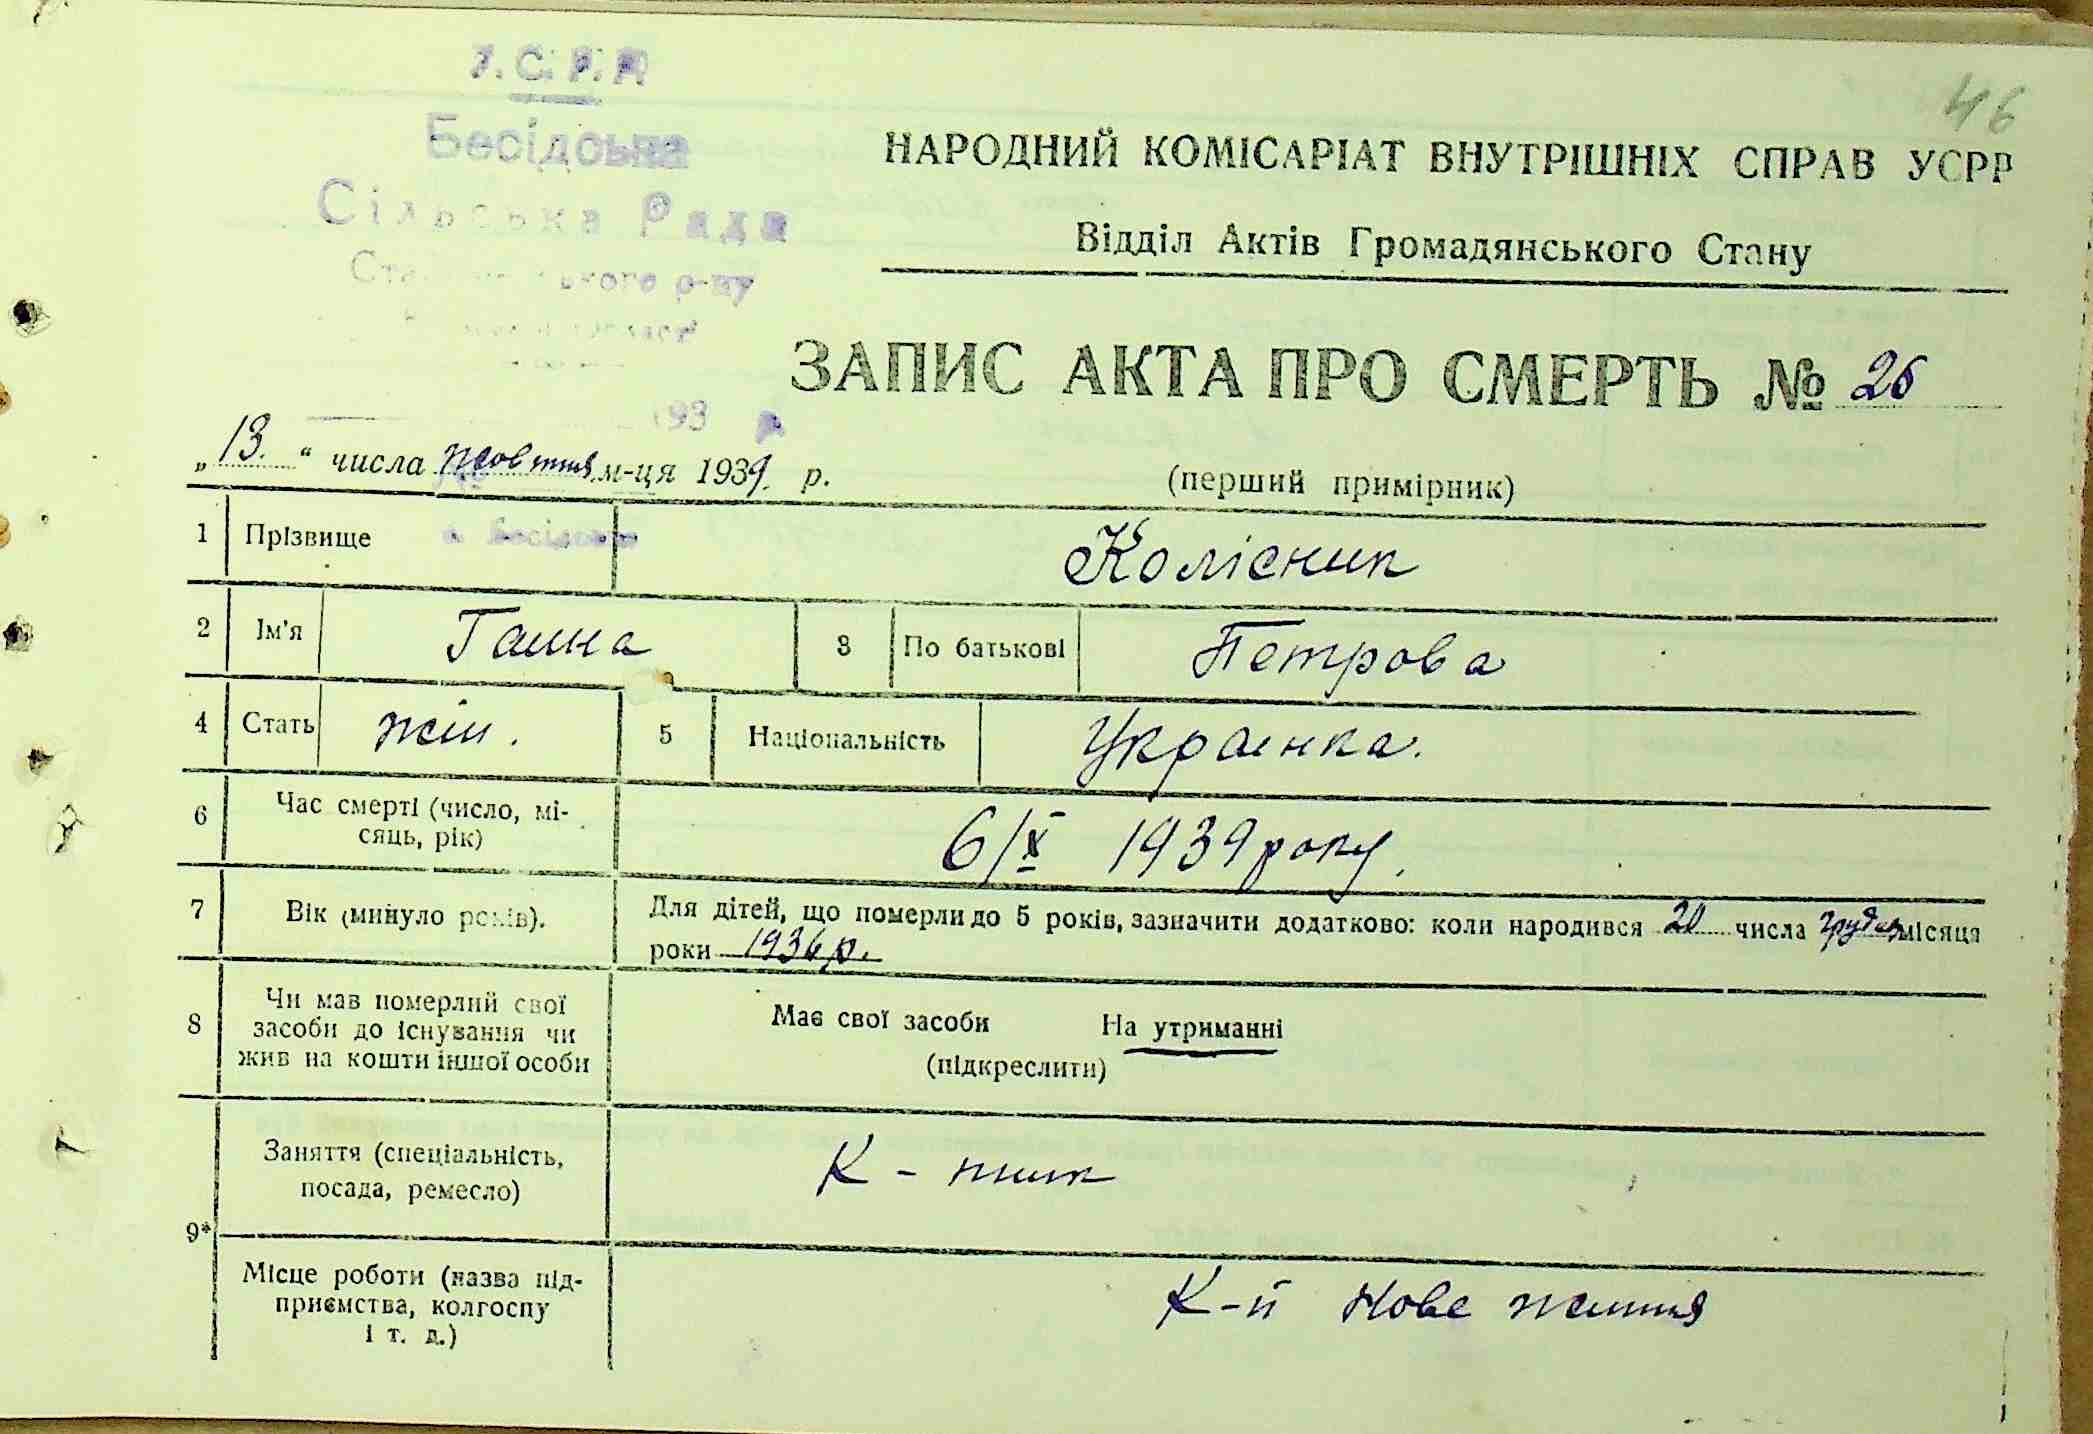 У.С.Р.Р
46
Бесідська
Сільська Рада
р-ну
НАРОДНИЙ КОМІСАРІАТ ВНУТРІШНІХ СПРАВ УСРР
Відділ Актів Громадянського Стану
ЗАПИС АКТА ПРО СМЕРТЬ № 26
193
„13.“ числа жовтня м-ця 1939. р.
(перший примірник)
1 Прізвище Колісник
2 Ім'я Ганна 3 По батькові Петрова
4 Стать жін. 5 Національність Українка.
6 Час смерті (число, мі-
сяць, рік) 6/X 1939 року.
7 Вік (минуло років). Для дітей, що померли до 5 років, зазначити додатково: коли народився 20 числа грудня місяця
роки 1936 р.
8 Чи мав померлий свої
засоби до існування чи
жив на кошти іншої особи
Має свої засоби На утриманні
(підкреслити)
9* Заняття (спеціальність,
посада, ремесло) К - ник
Місце роботи (назва під-
приємства, колгоспу
і т. д.) К-п Нове життя